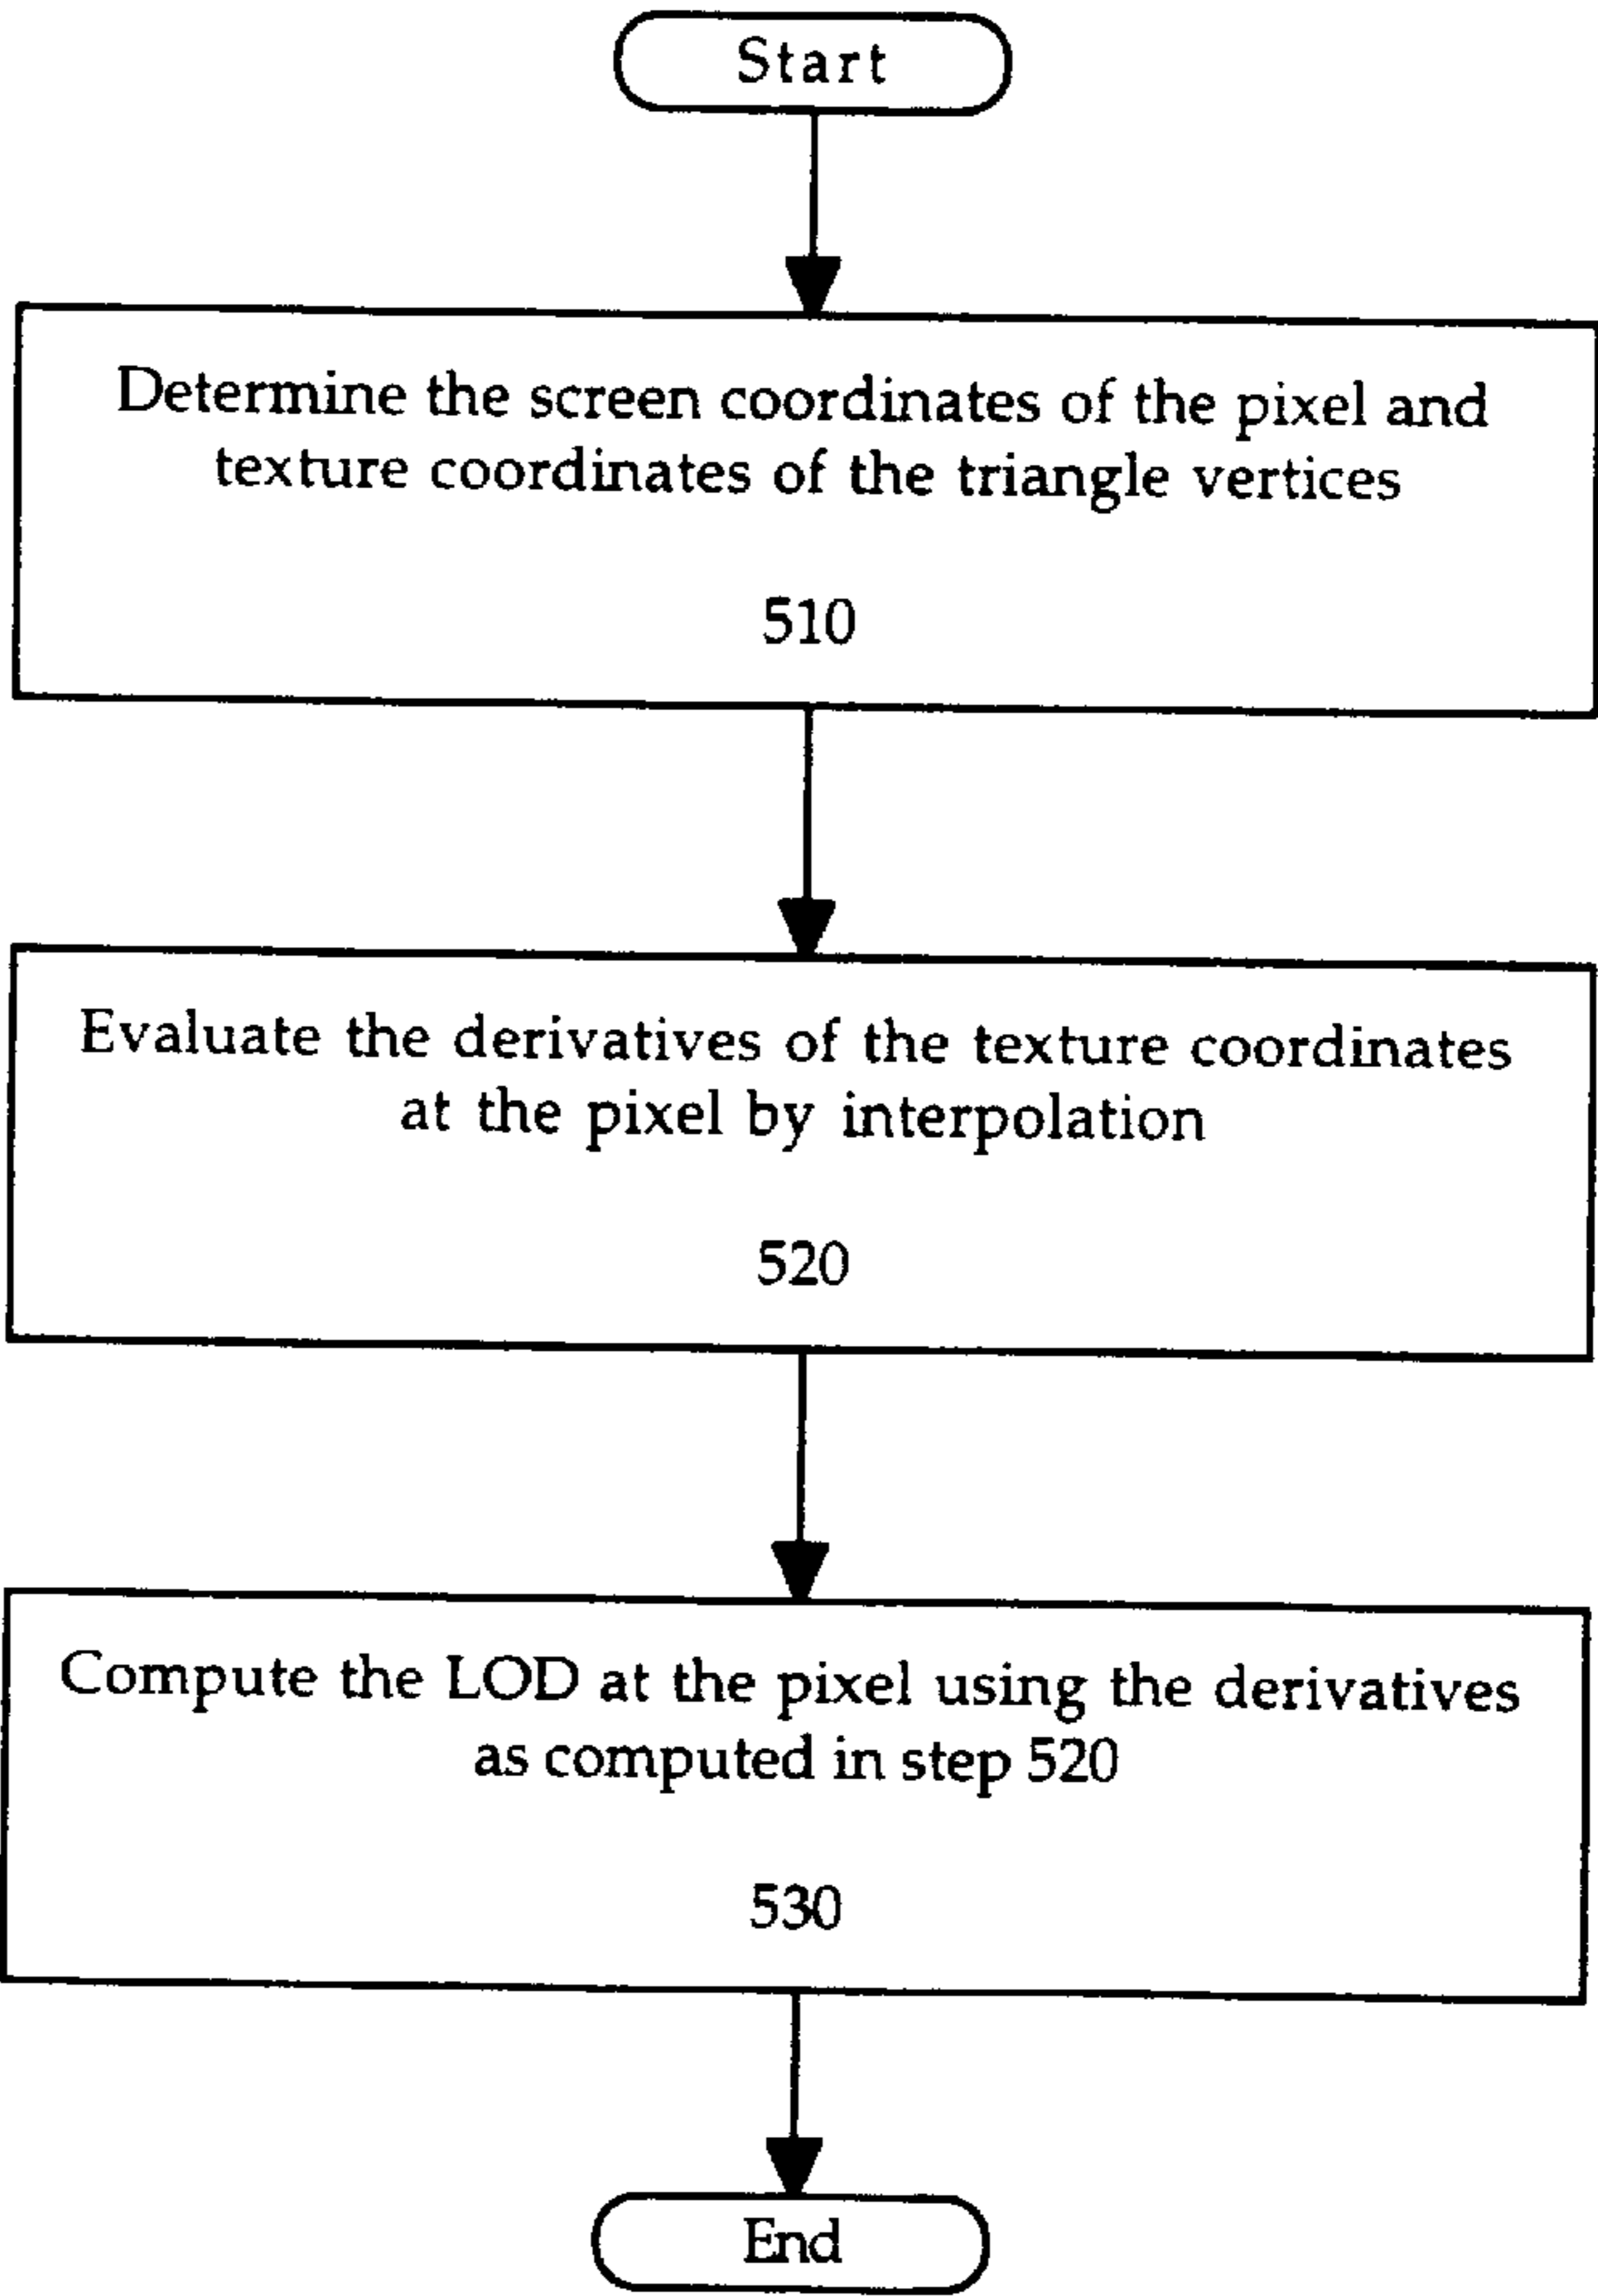 Start
Determine the screen coordinates of the pixel and
texture coordinates of the triangle vertices
510
Evaluate the derivatives of the texture coordinates
at the pixel by interpolation
520
Compute the LOD at the pixel using the derivatives
as computed in step 520
530
End